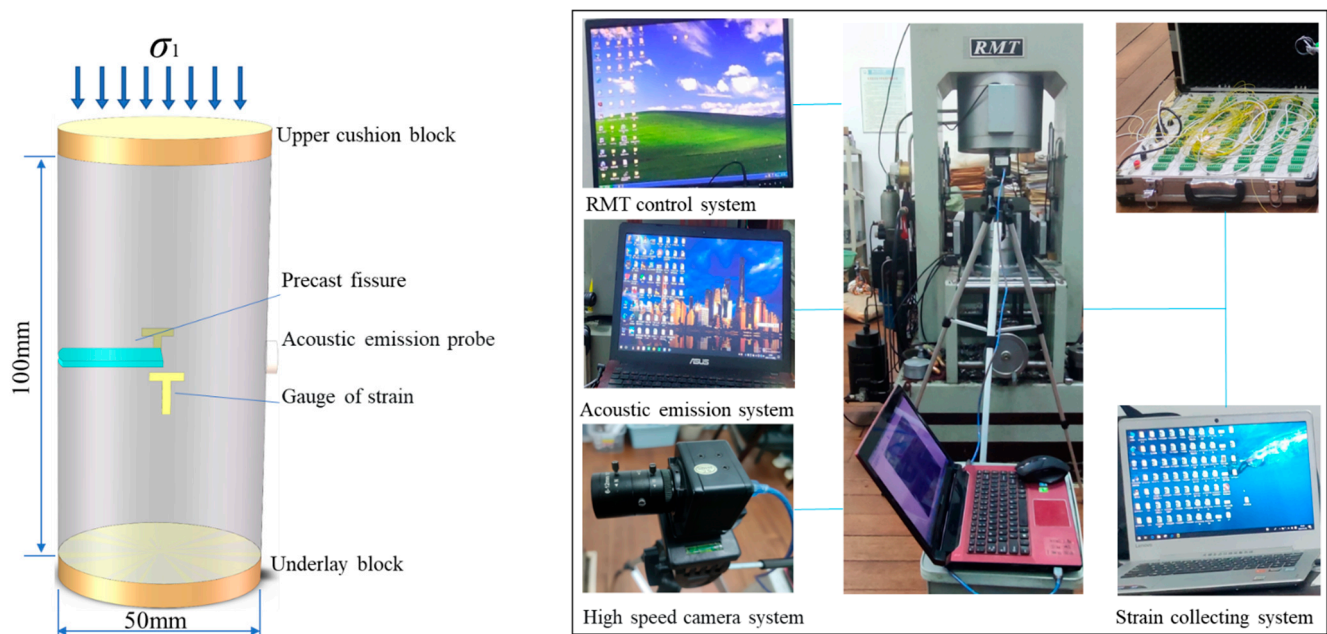 σ1
Upper cushion block
Precast fissure
Acoustic emission probe
Gauge of strain
100mm
Underlay block
50mm
RMT control system
Acoustic emission system
ASUS
High speed camera system
RMT
Strain collecting system